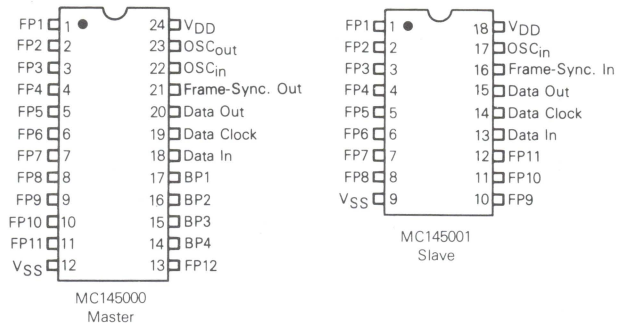 FP1 1 24 VDD
FP2 2 23 OSCout
FP3 3 22 OSCin
FP4 4 21 Frame-Sync. Out
FP5 5 20 Data Out
FP6 6 19 Data Clock
FP7 7 18 Data In
FP8 8 17 BP1
FP9 9 16 BP2
FP10 10 15 BP3
FP11 11 14 BP4
VSS 12 13 FP12
MC145000
Master
FP1 1 18 VDD
FP2 2 17 OSCin
FP3 3 16 Frame-Sync. In
FP4 4 15 Data Out
FP5 5 14 Data Clock
FP6 6 13 Data In
FP7 7 12 FP11
FP8 8 11 FP10
VSS 9 10 FP9
MC145001
Slave